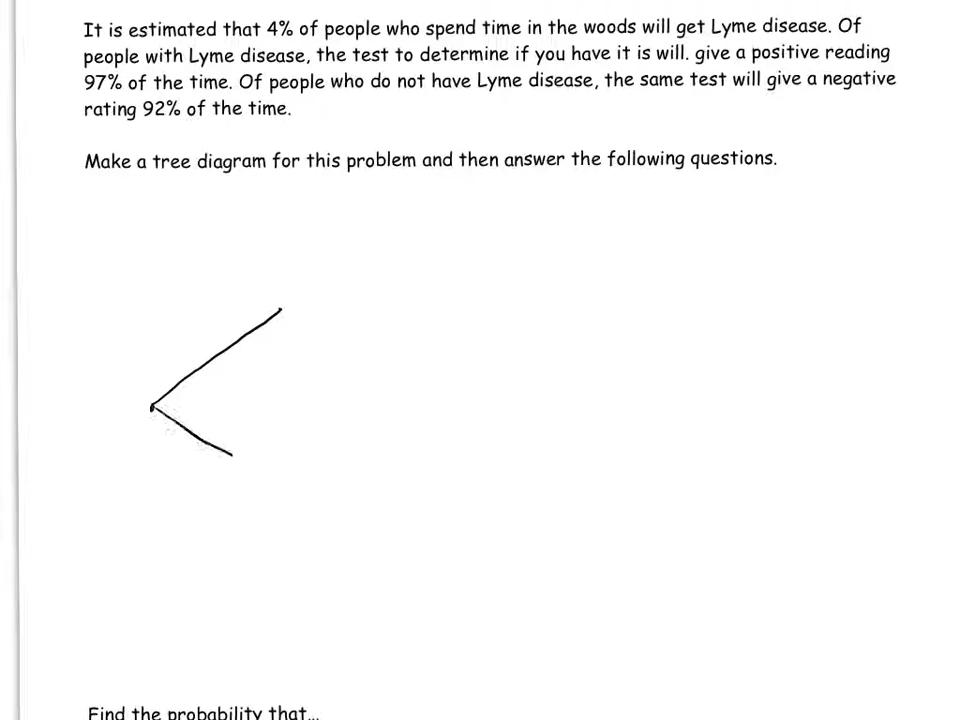 It is estimated that 4% of people who spend time in the woods will get Lyme disease. Of
people with Lyme disease, the test to determine if you have it is will. give a positive reading
97% of the time. Of people who do not have Lyme disease, the same test will give a negative
rating 92% of the time.
Make a tree diagram for this problem and then answer the following questions.
Find the probability that...